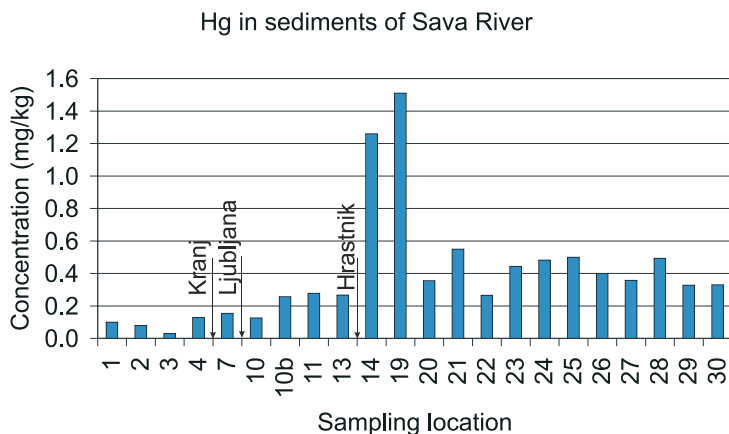 Hg in sediments of Sava River
Concentration (mg/kg)
1.6
1.4
1.2
1.0
0.8
0.6
0.4
0.2
0.0
Kranj
Ljubljana
Hrastnik
1 2 3 4 7 10 10b 11 13 14 19 20 21 22 23 24 25 26 27 28 29 30
Sampling location